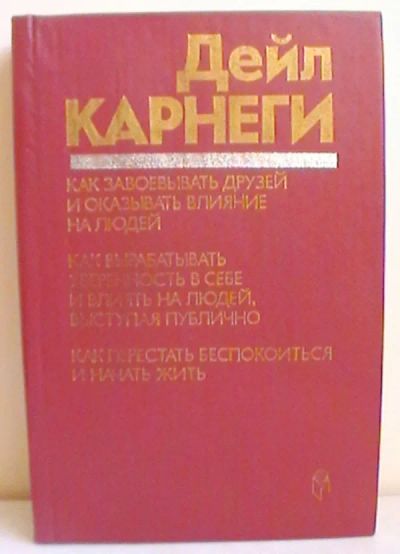 Дейл
КАРНЕГИ
КАК ЗАВОЕВЫВАТЬ ДРУЗЕЙ
И ОКАЗЫВАТЬ ВЛИЯНИЕ
НА ЛЮДЕЙ
КАК ВЫРАБАТЫВАТЬ
УВЕРЕННОСТЬ В СЕБЕ
И ВЛИЯТЬ НА ЛЮДЕЙ,
ВЫСТУПАЯ ПУБЛИЧНО
КАК ПЕРЕСТАТЬ БЕСПОКОИТЬСЯ
И НАЧАТЬ ЖИТЬ